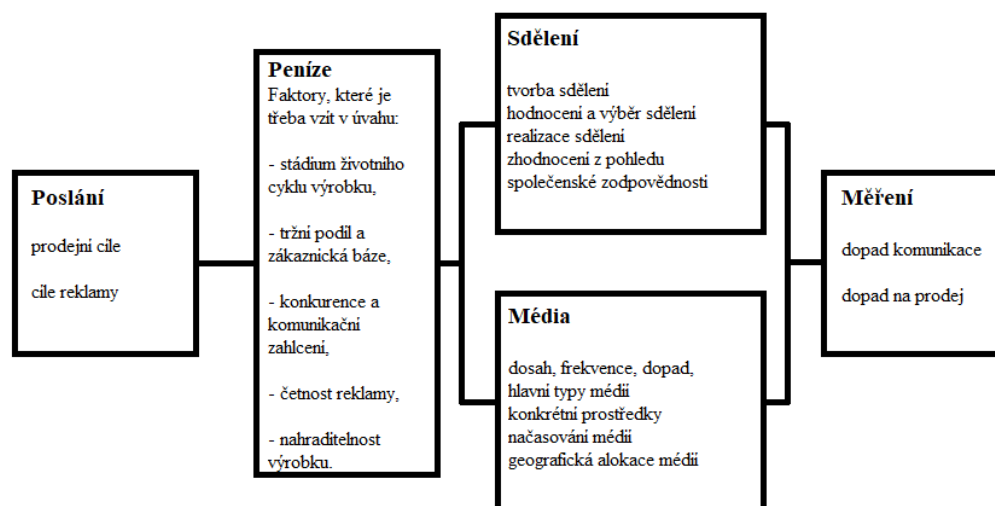 Poslání
prodejní cíle
cíle reklamy
Peníze
Faktory, které je
třeba vzít v úvahu:
- stádium životního
cyklu výrobku,
- tržní podíl a
zákaznická báze,
- konkurence a
komunikační
zahlcení,
- četnost reklamy,
- nahraditelnost
výrobku.
Sdělení
tvorba sdělení
hodnocení a výběr sdělení
realizace sdělení
zhodnocení z pohledu
společenské zodpovědnosti
Média
dosah, frekvence, dopad,
hlavní typy médií
konkrétní prostředky
načasování médií
geografická alokace médií
Měření
dopad komunikace
dopad na prodej